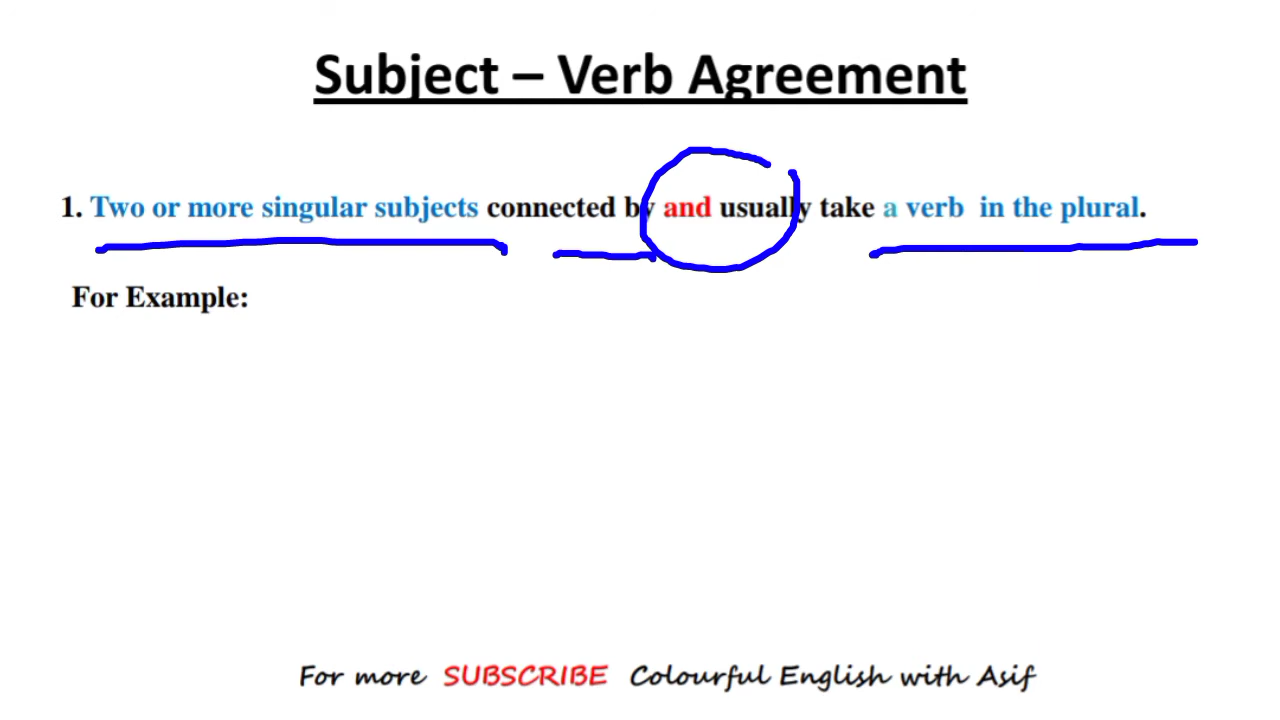 Subject – Verb Agreement
1. Two or more singular subjects connected by and usually take a verb in the plural.
For Example:
For more SUBSCRIBE Colourful English with Asif